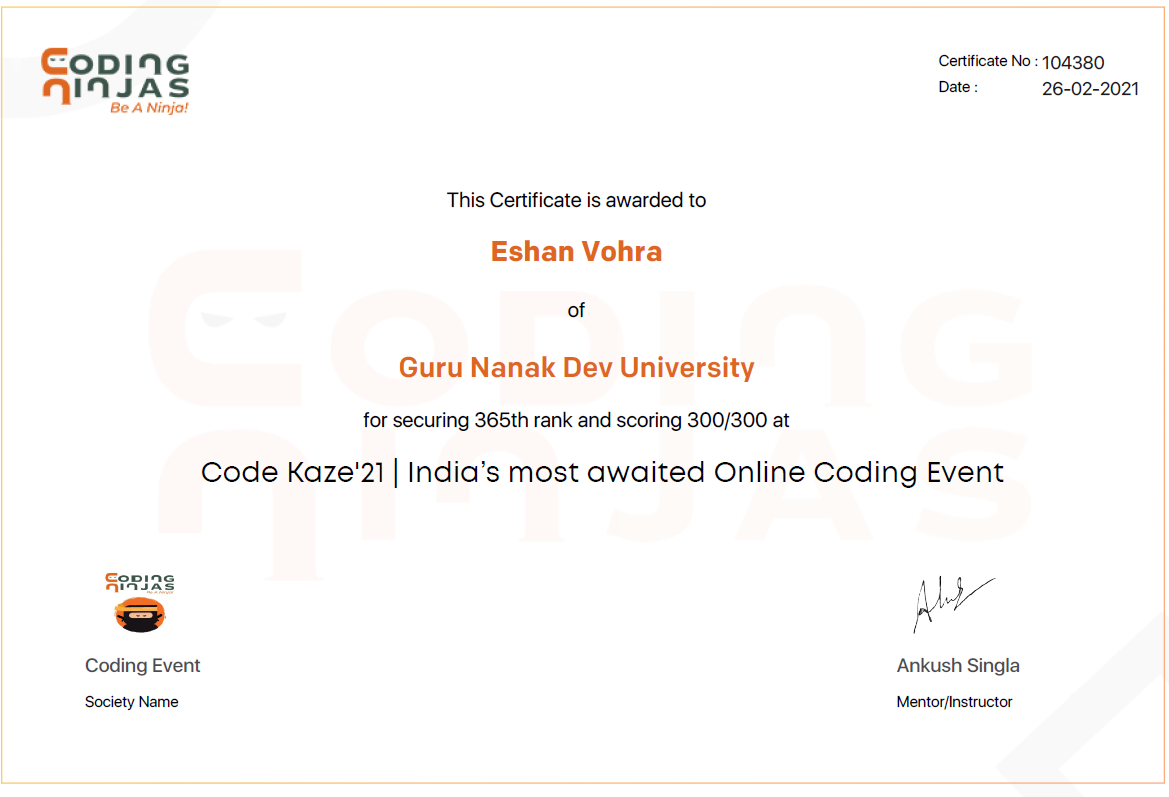 CODING
NINJAS
Be A Ninja!
Certificate No : 104380
Date : 26-02-2021
This Certificate is awarded to
Eshan Vohra
of
Guru Nanak Dev University
for securing 365th rank and scoring 300/300 at
Code Kaze'21 | India’s most awaited Online Coding Event
CODING
NINJAS
CODING
NINJAS
Be A Ninja!
Coding Event
Society Name
Ankush Singla
Mentor/Instructor